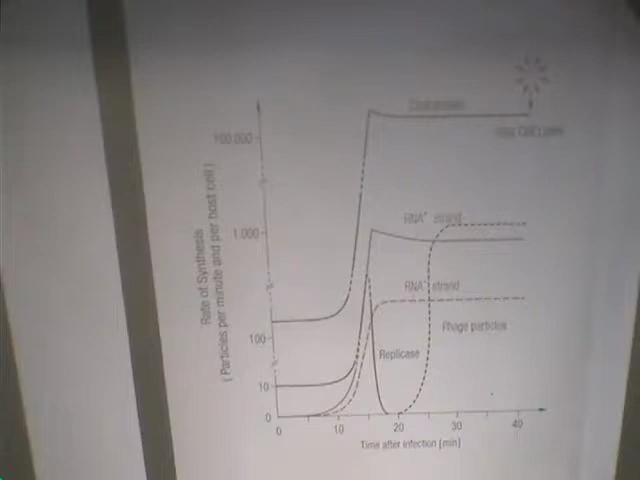 100,000
RNA⁺ strand
1,000
Rate of Synthesis
( Particles per minute and per host cell )
RNA⁻ strand
Phage particles
100
Replicase
10
0
0 10 20 30 40
Time after infection [min]